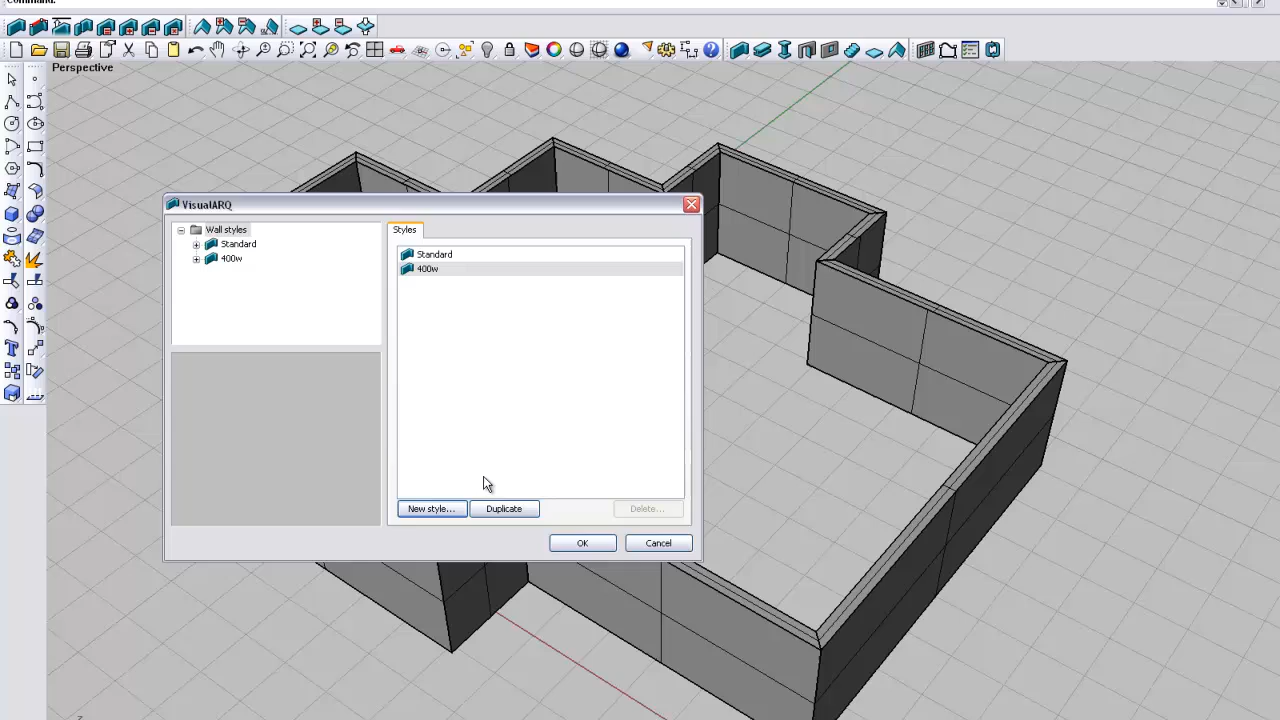 Command:
Perspective
VisualARQ
Wall styles
Standard
400w
Styles
Standard
400w
New style...
Duplicate
Delete...
OK
Cancel
z